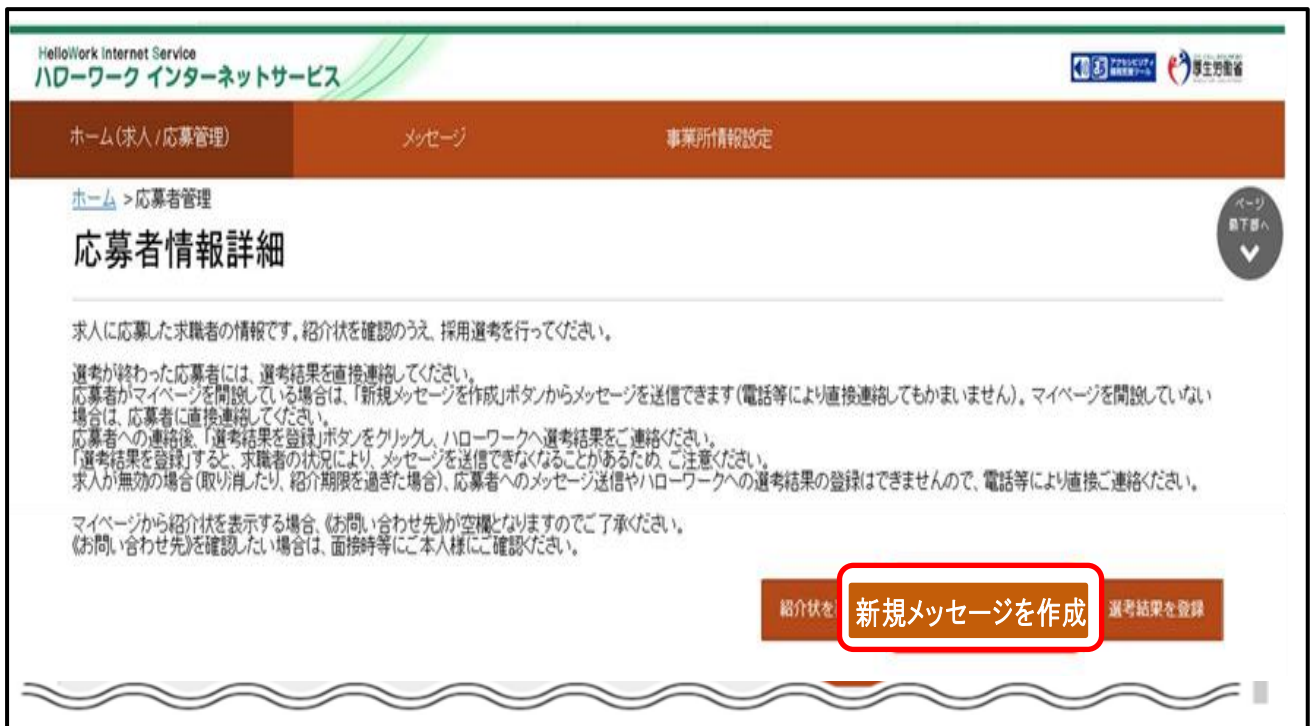 HelloWork Internet Service
ハローワーク インターネットサービス
厚生労働省
ホーム(求人/応募管理)
メッセージ
事業所情報設定
ホーム >応募者管理
ページ
最下部へ
応募者情報詳細
求人に応募した求職者の情報です。紹介状を確認のうえ、採用選考を行ってください。
選考が終わった応募者には、選考結果を直接連絡してください。
応募者がマイページを開設している場合は、「新規メッセージを作成」ボタンからメッセージを送信できます(電話等により直接連絡してもかまいません)。マイページを開設していない
場合は、応募者に直接連絡してください。
応募者への連絡後、「選考結果を登録」ボタンをクリックし、ハローワークへ選考結果をご連絡ください。
「選考結果を登録」すると、求職者の状況により、メッセージを送信できなくなることがあるため、ご注意ください。
求人が無効の場合(取り消したり、紹介期限を過ぎた場合)、応募者へのメッセージ送信やハローワークへの選考結果の登録はできませんので、電話等により直接ご連絡ください。
マイページから紹介状を表示する場合、《お問い合わせ先》が空欄となりますのでご了承ください。
《お問い合わせ先》を確認したい場合は、面接時等にご本人様にご確認ください。
紹介状を
新規メッセージを作成
選考結果を登録